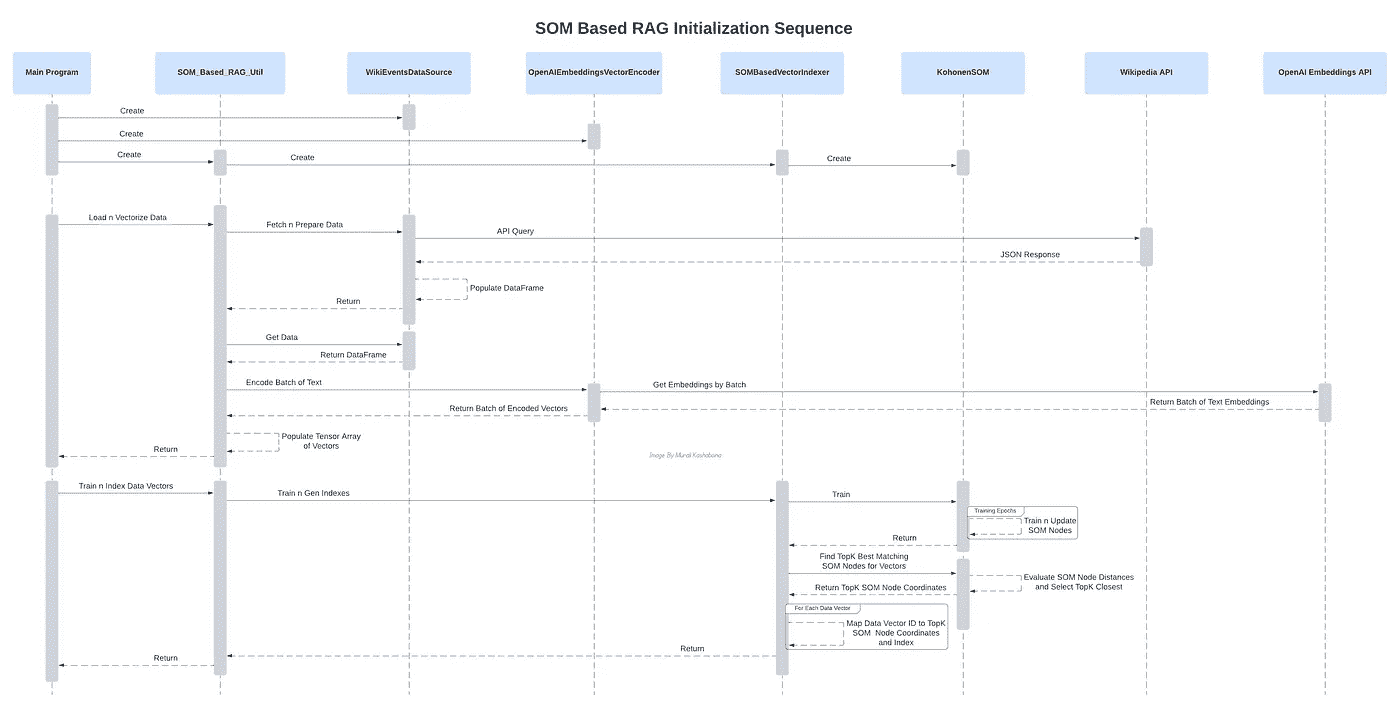 SOM Based RAG Initialization Sequence
Main Program
SOM_Based_RAG_Util
WikiEventsDataSource
OpenAIEmbeddingsVectorEncoder
SOMBasedVectorIndexer
KohonenSOM
Wikipedia API
OpenAI Embeddings API
Create
Create
Create
Create
Create
Load n Vectorize Data
Fetch n Prepare Data
API Query
JSON Response
Populate DataFrame
Return
Get Data
Return DataFrame
Encode Batch of Text
Get Embeddings by Batch
Return Batch of Encoded Vectors
Return Batch of Text Embeddings
Populate Tensor Array
of Vectors
Return
Image By Murali Kashaboina
Train n Index Data Vectors
Train n Gen Indexes
Train
Training Epochs
Train n Update
SOM Nodes
Return
Find TopK Best Matching
SOM Nodes for Vectors
Evaluate SOM Node Distances
and Select TopK Closest
Return TopK SOM Node Coordinates
For Each Data Vector
Map Data Vector ID to TopK
SOM Node Coordinates
and Index
Return
Return